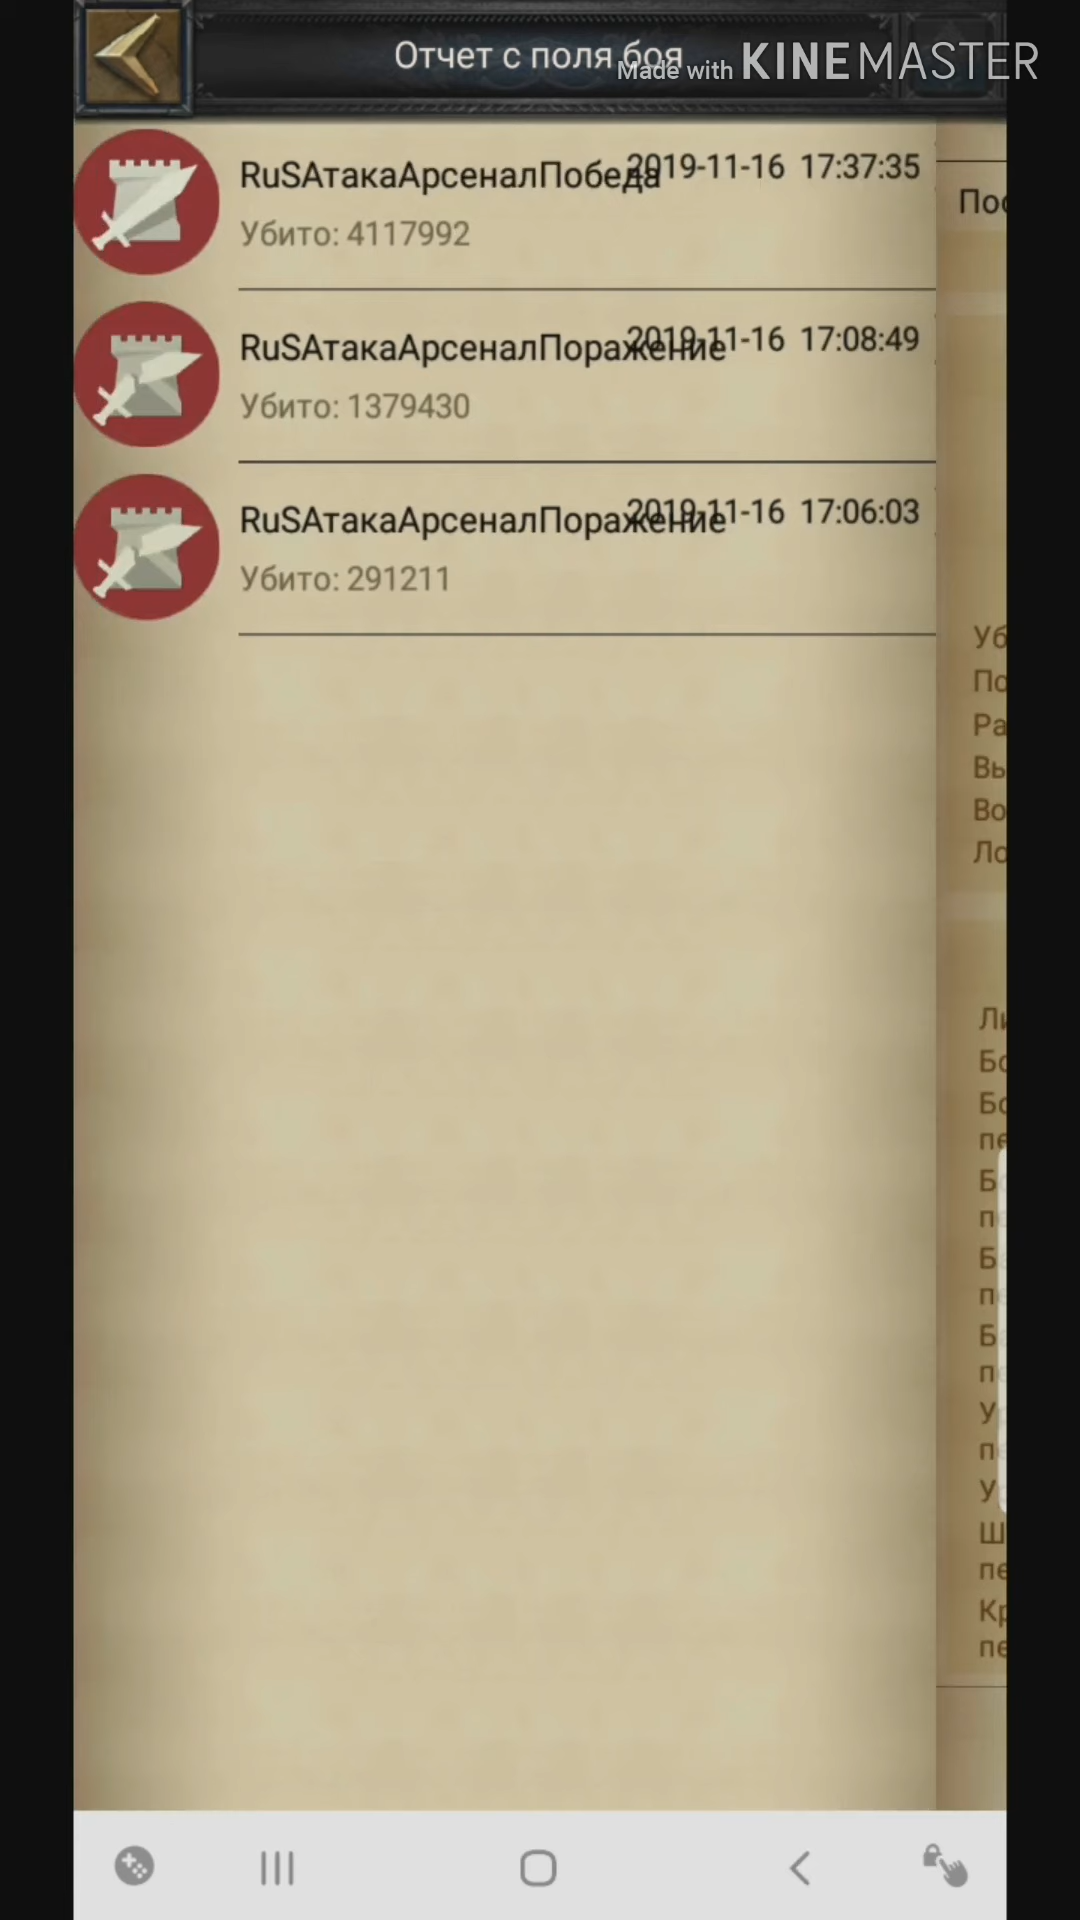 Отчет с поля боя
Made with KINEMASTER
RuSАтакаАрсеналПобеда
2019-11-16 17:37:35
Убито: 4117992
RuSАтакаАрсеналПоражение
2019-11-16 17:08:49
Убито: 1379430
RuSАтакаАрсеналПоражение
2019-11-16 17:06:03
Убито: 291211